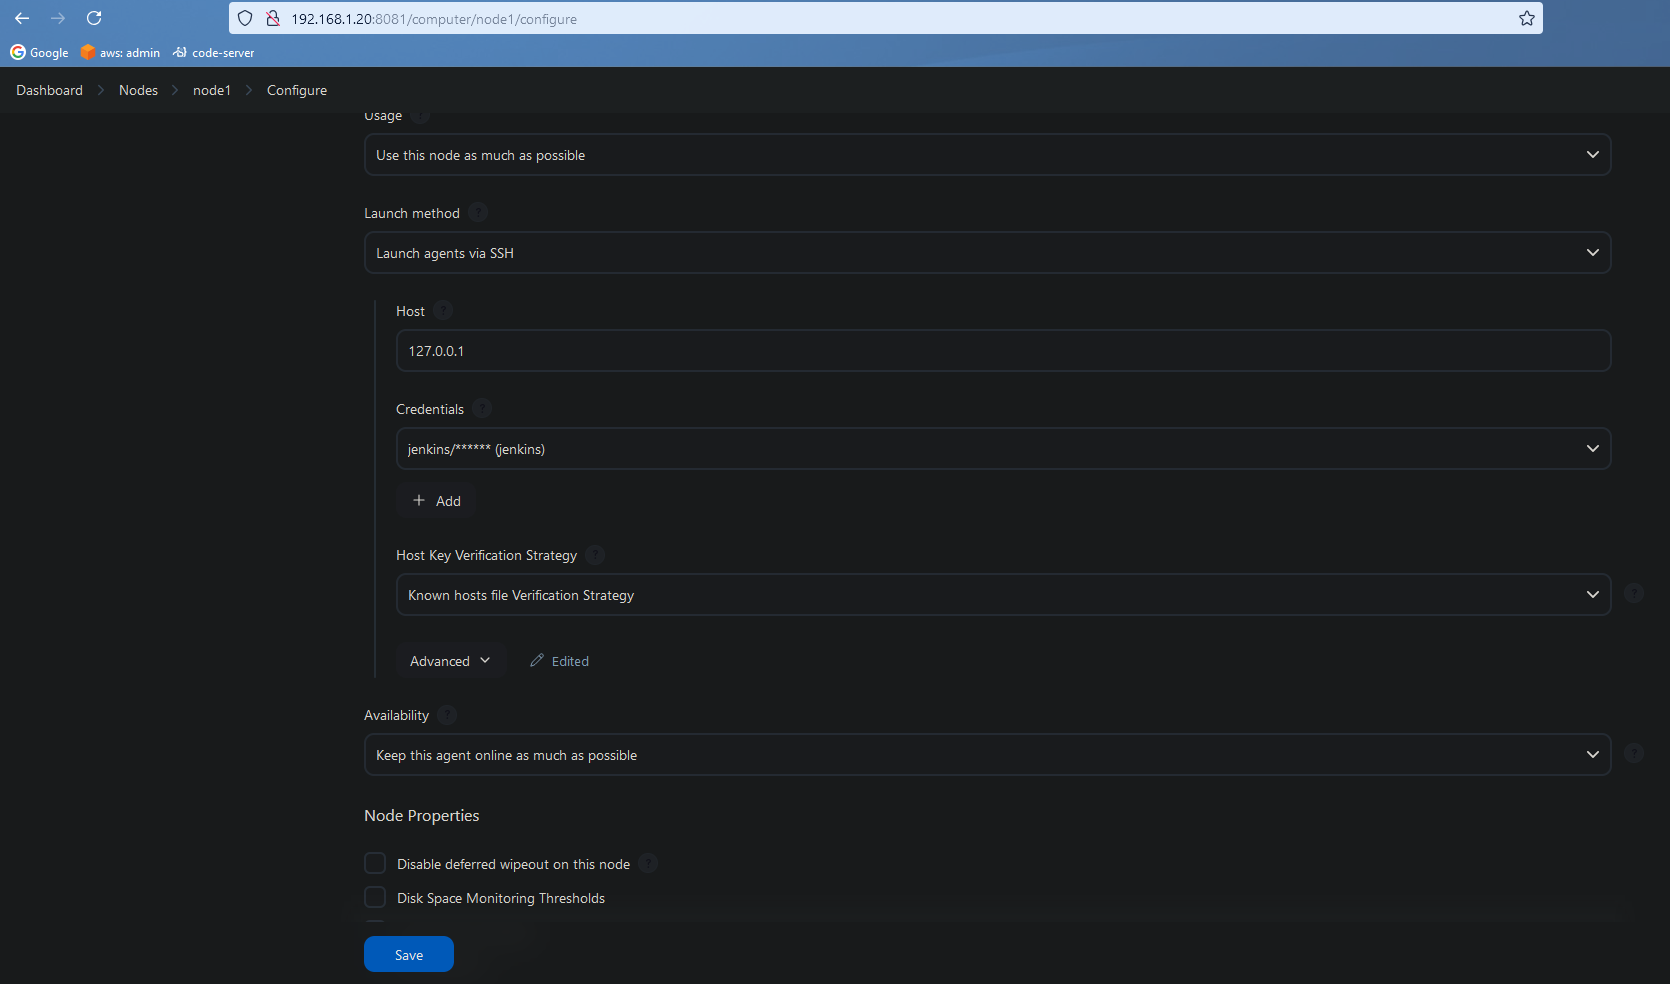 192.168.1.20:8081/computer/node1/configure
Google aws: admin code-server
Dashboard Nodes node1 Configure
Usage ?
Use this node as much as possible
Launch method ?
Launch agents via SSH
Host ?
127.0.0.1
Credentials ?
jenkins/****** (jenkins)
+ Add
Host Key Verification Strategy ?
Known hosts file Verification Strategy ?
Advanced Edited
Availability ?
Keep this agent online as much as possible ?
Node Properties
Disable deferred wipeout on this node ?
Disk Space Monitoring Thresholds
Save